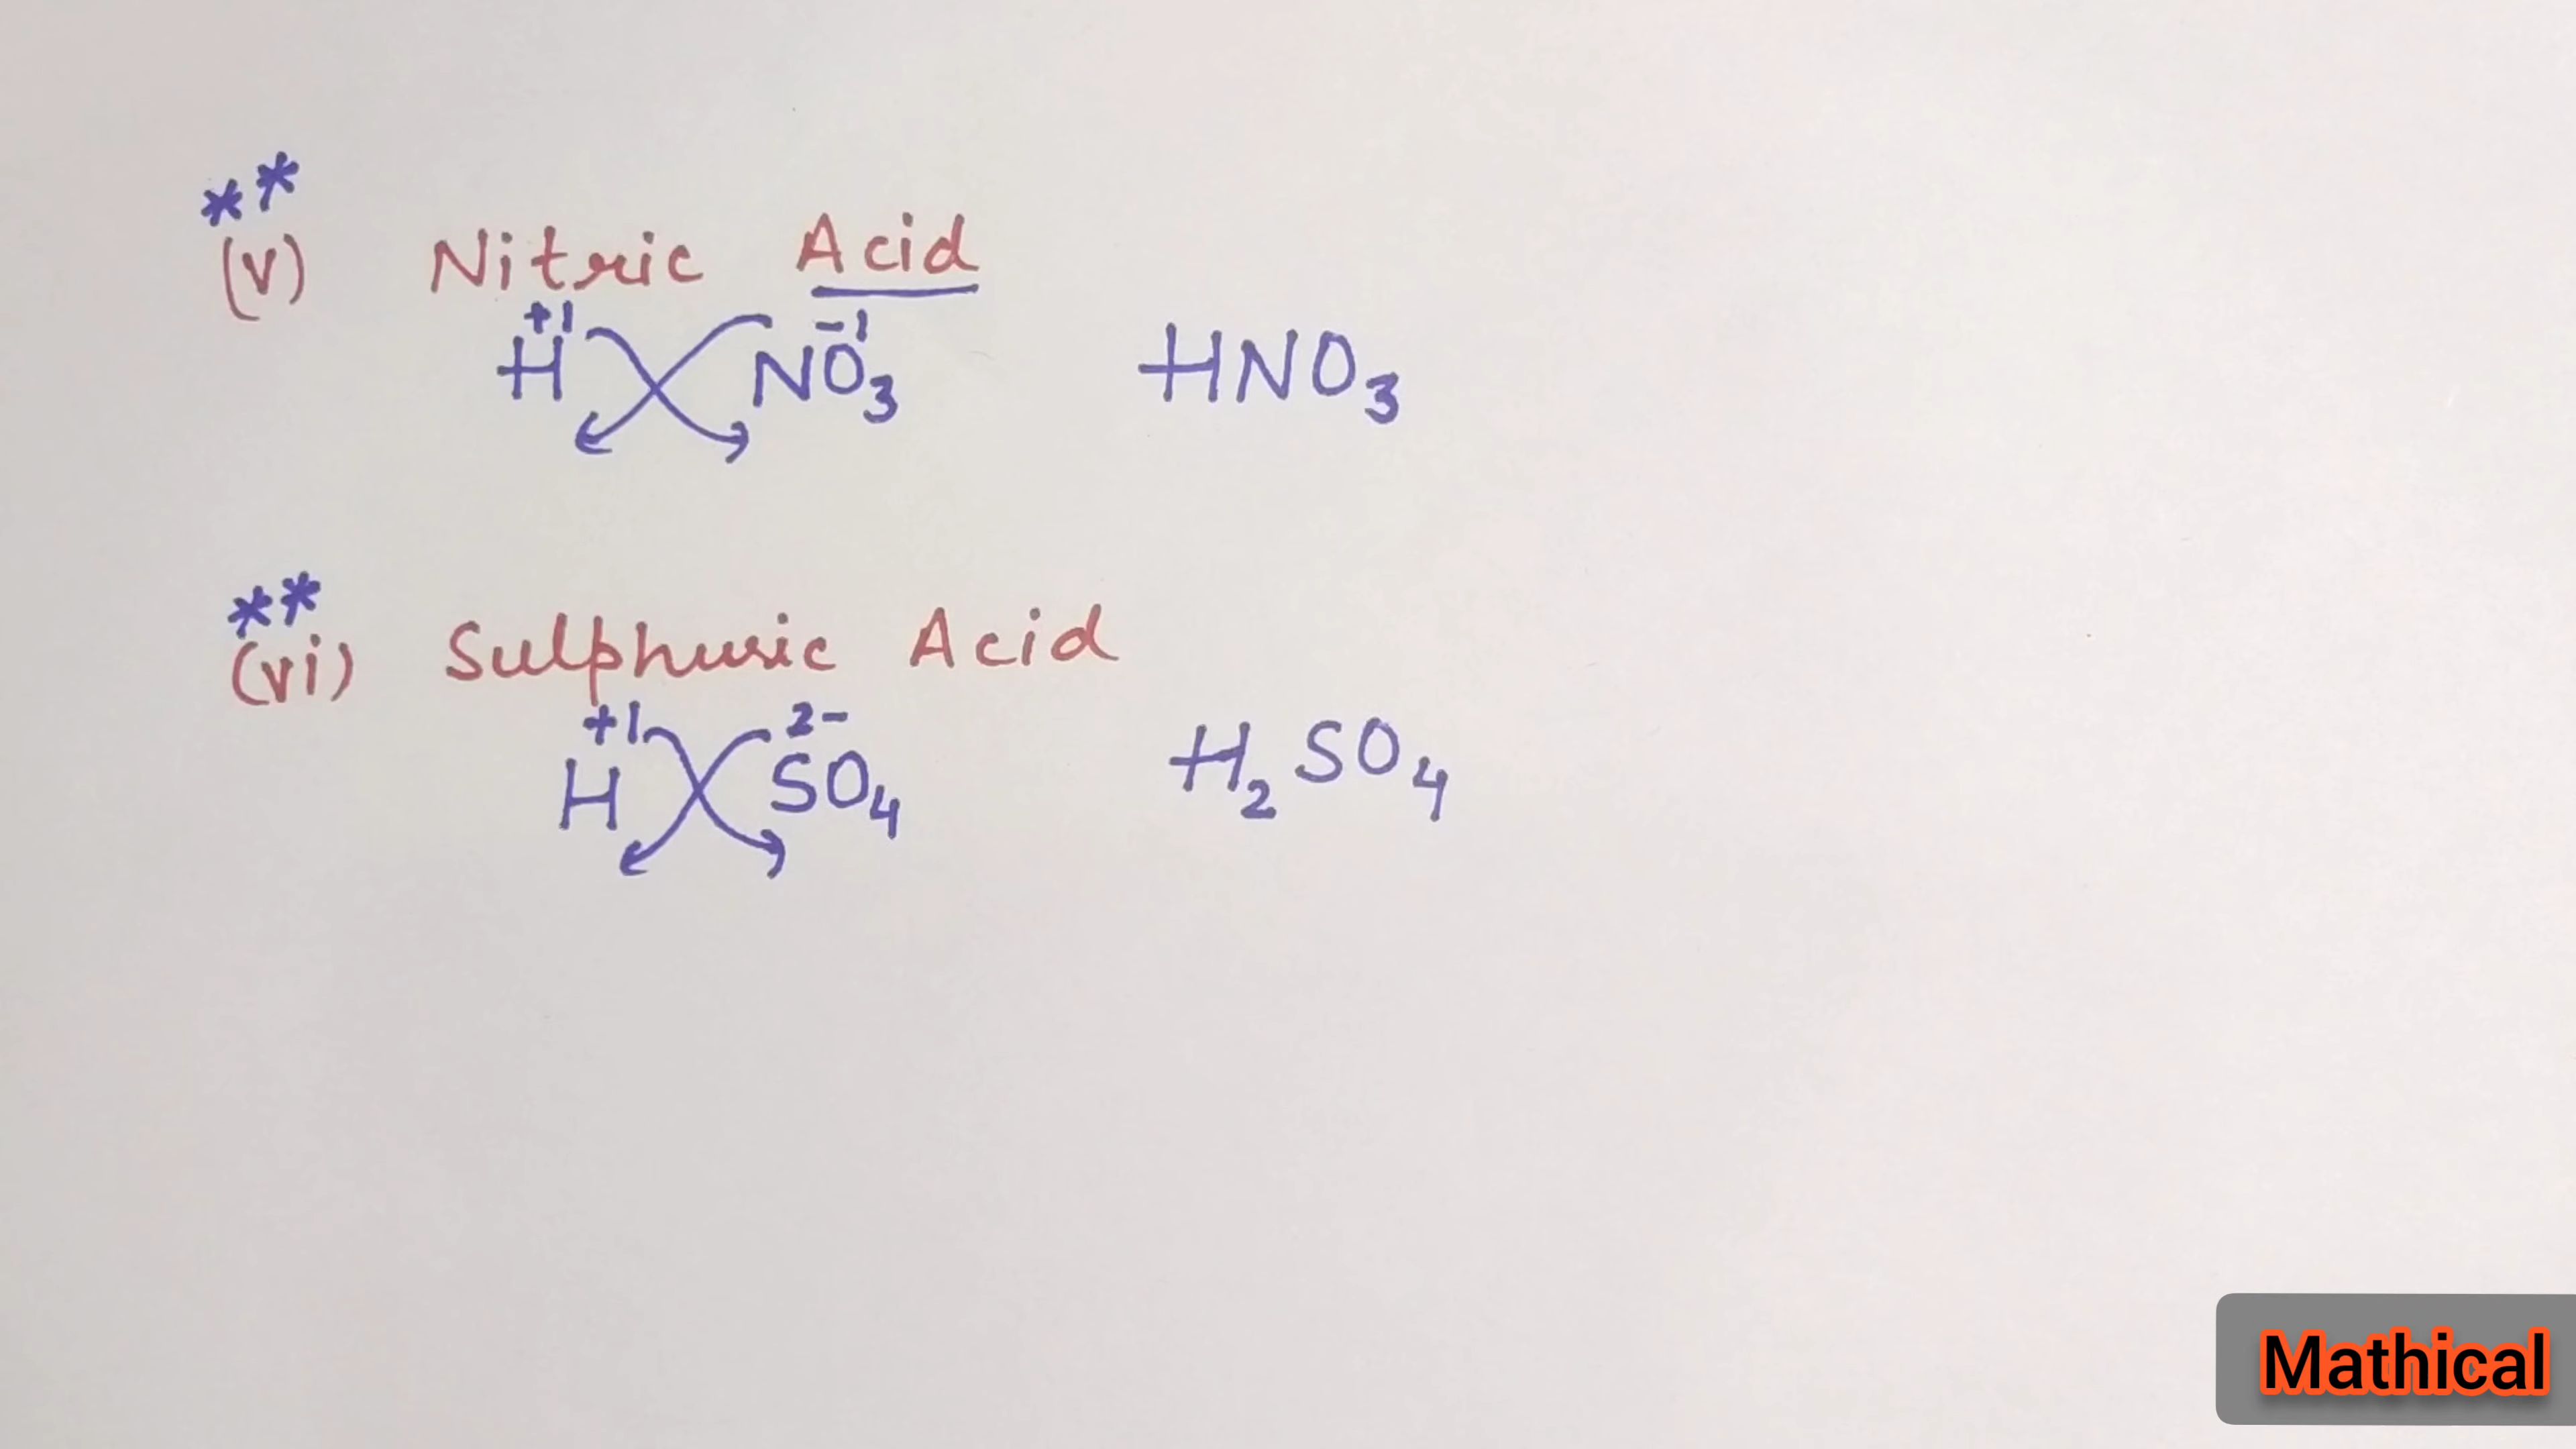 **
(v) Nitric Acid
+1 -1
H NO3 HNO3
**
(vi) Sulphuric Acid
+1 2-
H SO4 H2SO4
Mathical